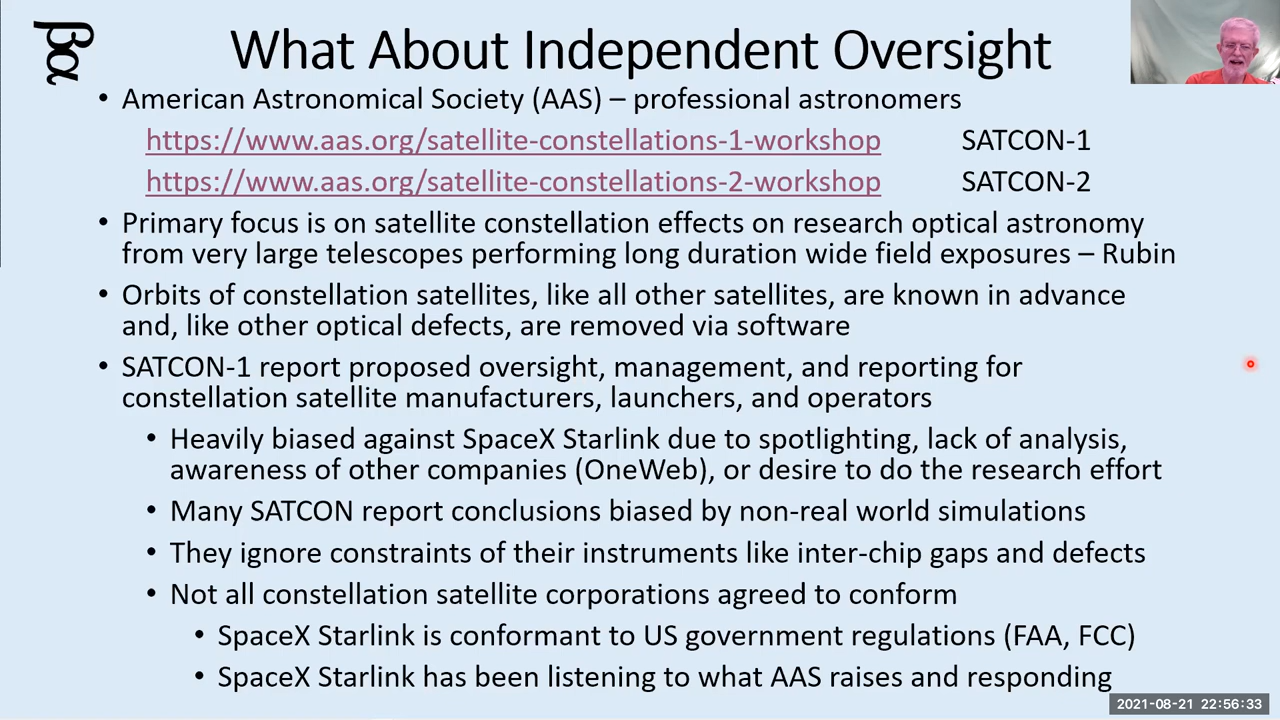 βα
What About Independent Oversight
• American Astronomical Society (AAS) – professional astronomers
https://www.aas.org/satellite-constellations-1-workshop SATCON-1
https://www.aas.org/satellite-constellations-2-workshop SATCON-2
• Primary focus is on satellite constellation effects on research optical astronomy
from very large telescopes performing long duration wide field exposures – Rubin
• Orbits of constellation satellites, like all other satellites, are known in advance
and, like other optical defects, are removed via software
• SATCON-1 report proposed oversight, management, and reporting for
constellation satellite manufacturers, launchers, and operators
• Heavily biased against SpaceX Starlink due to spotlighting, lack of analysis,
awareness of other companies (OneWeb), or desire to do the research effort
• Many SATCON report conclusions biased by non-real world simulations
• They ignore constraints of their instruments like inter-chip gaps and defects
• Not all constellation satellite corporations agreed to conform
• SpaceX Starlink is conformant to US government regulations (FAA, FCC)
• SpaceX Starlink has been listening to what AAS raises and responding
2021-08-21 22:56:33